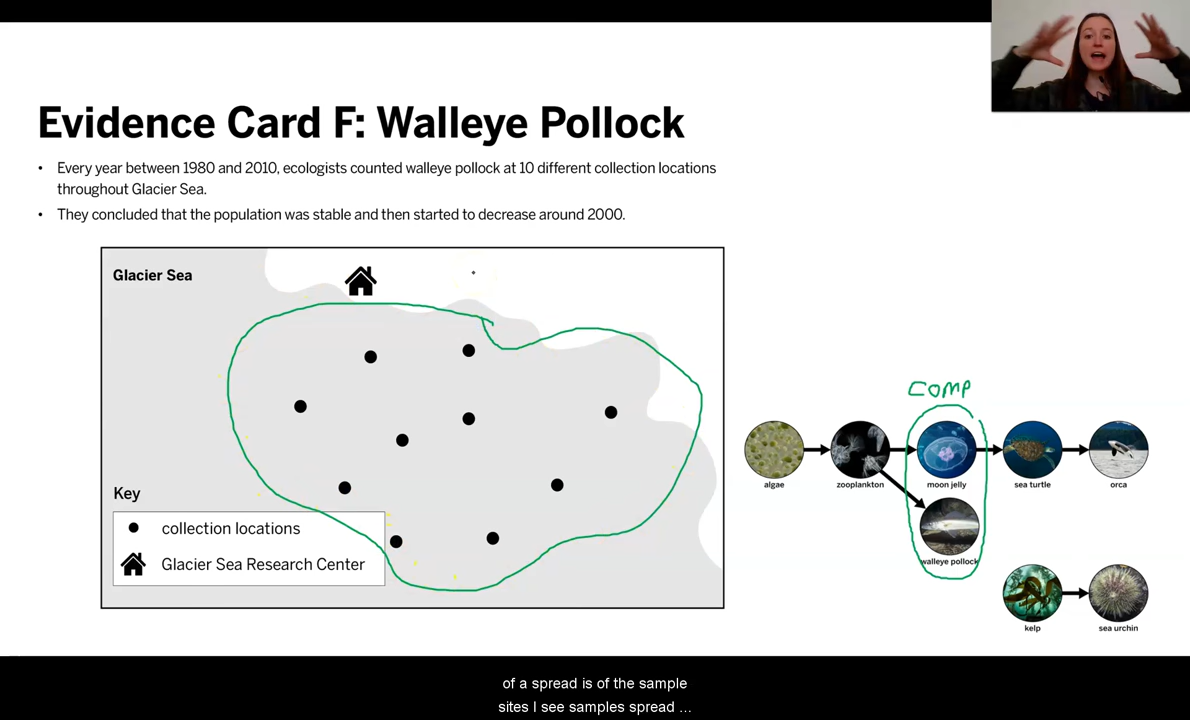 Evidence Card F: Walleye Pollock
• Every year between 1980 and 2010, ecologists counted walleye pollock at 10 different collection locations
throughout Glacier Sea.
• They concluded that the population was stable and then started to decrease around 2000.
Glacier Sea
Key
collection locations
Glacier Sea Research Center
COMP
algae
zooplankton
moon jelly
sea turtle
orca
walleye pollock
kelp
sea urchin
of a spread is of the sample
sites I see samples spread ...